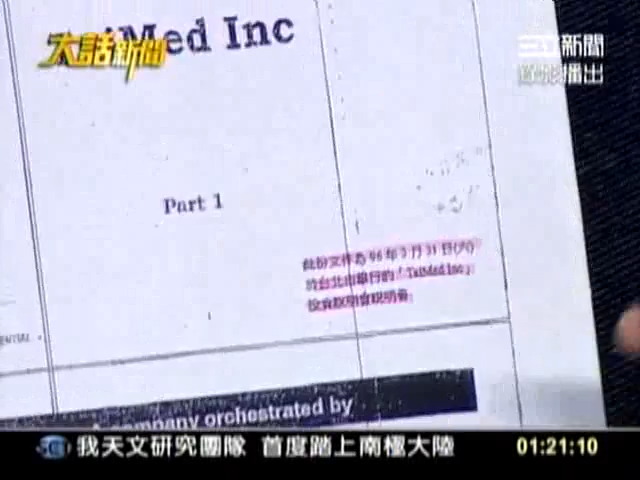 大話新聞
Med Inc
三立新聞
Part 1
此份文件為96年3月31日(六)
於台北市舉行的「TaiMed Inc」
投資說明會說明書
company orchestrated by
我天文研究團隊 首度踏上南極大陸
01:21:10